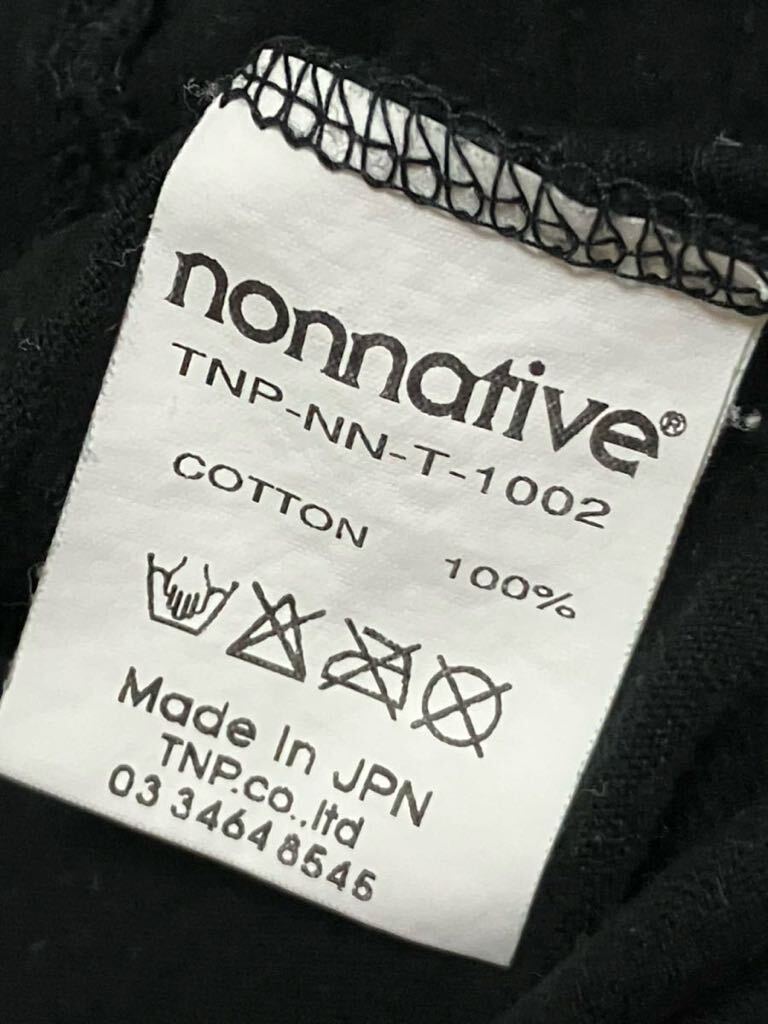 nonnative®
TNP-NN-T-1002
COTTON 100%
Made In JPN
TNP.co.,ltd
03 3464 8545